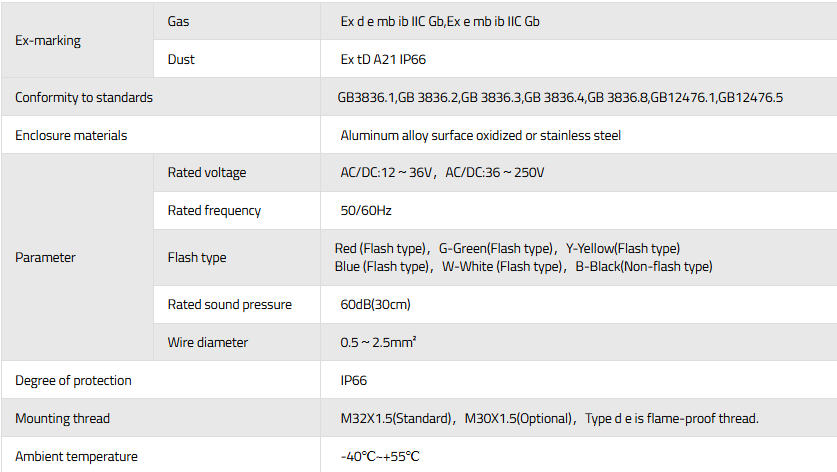 Ex-marking
Gas
Ex d e mb ib IIC Gb,Ex e mb ib IIC Gb
Dust
Ex tD A21 IP66
Conformity to standards
GB3836.1,GB 3836.2,GB 3836.3,GB 3836.4,GB 3836.8,GB12476.1,GB12476.5
Enclosure materials
Aluminum alloy surface oxidized or stainless steel
Parameter
Rated voltage
AC/DC:12～36V，AC/DC:36～250V
Rated frequency
50/60Hz
Flash type
Red (Flash type)，G-Green(Flash type)，Y-Yellow(Flash type)
Blue (Flash type)，W-White (Flash type)，B-Black(Non-flash type)
Rated sound pressure
60dB(30cm)
Wire diameter
0.5～2.5mm²
Degree of protection
IP66
Mounting thread
M32X1.5(Standard)，M30X1.5(Optional)，Type d e is flame-proof thread.
Ambient temperature
-40℃~+55℃